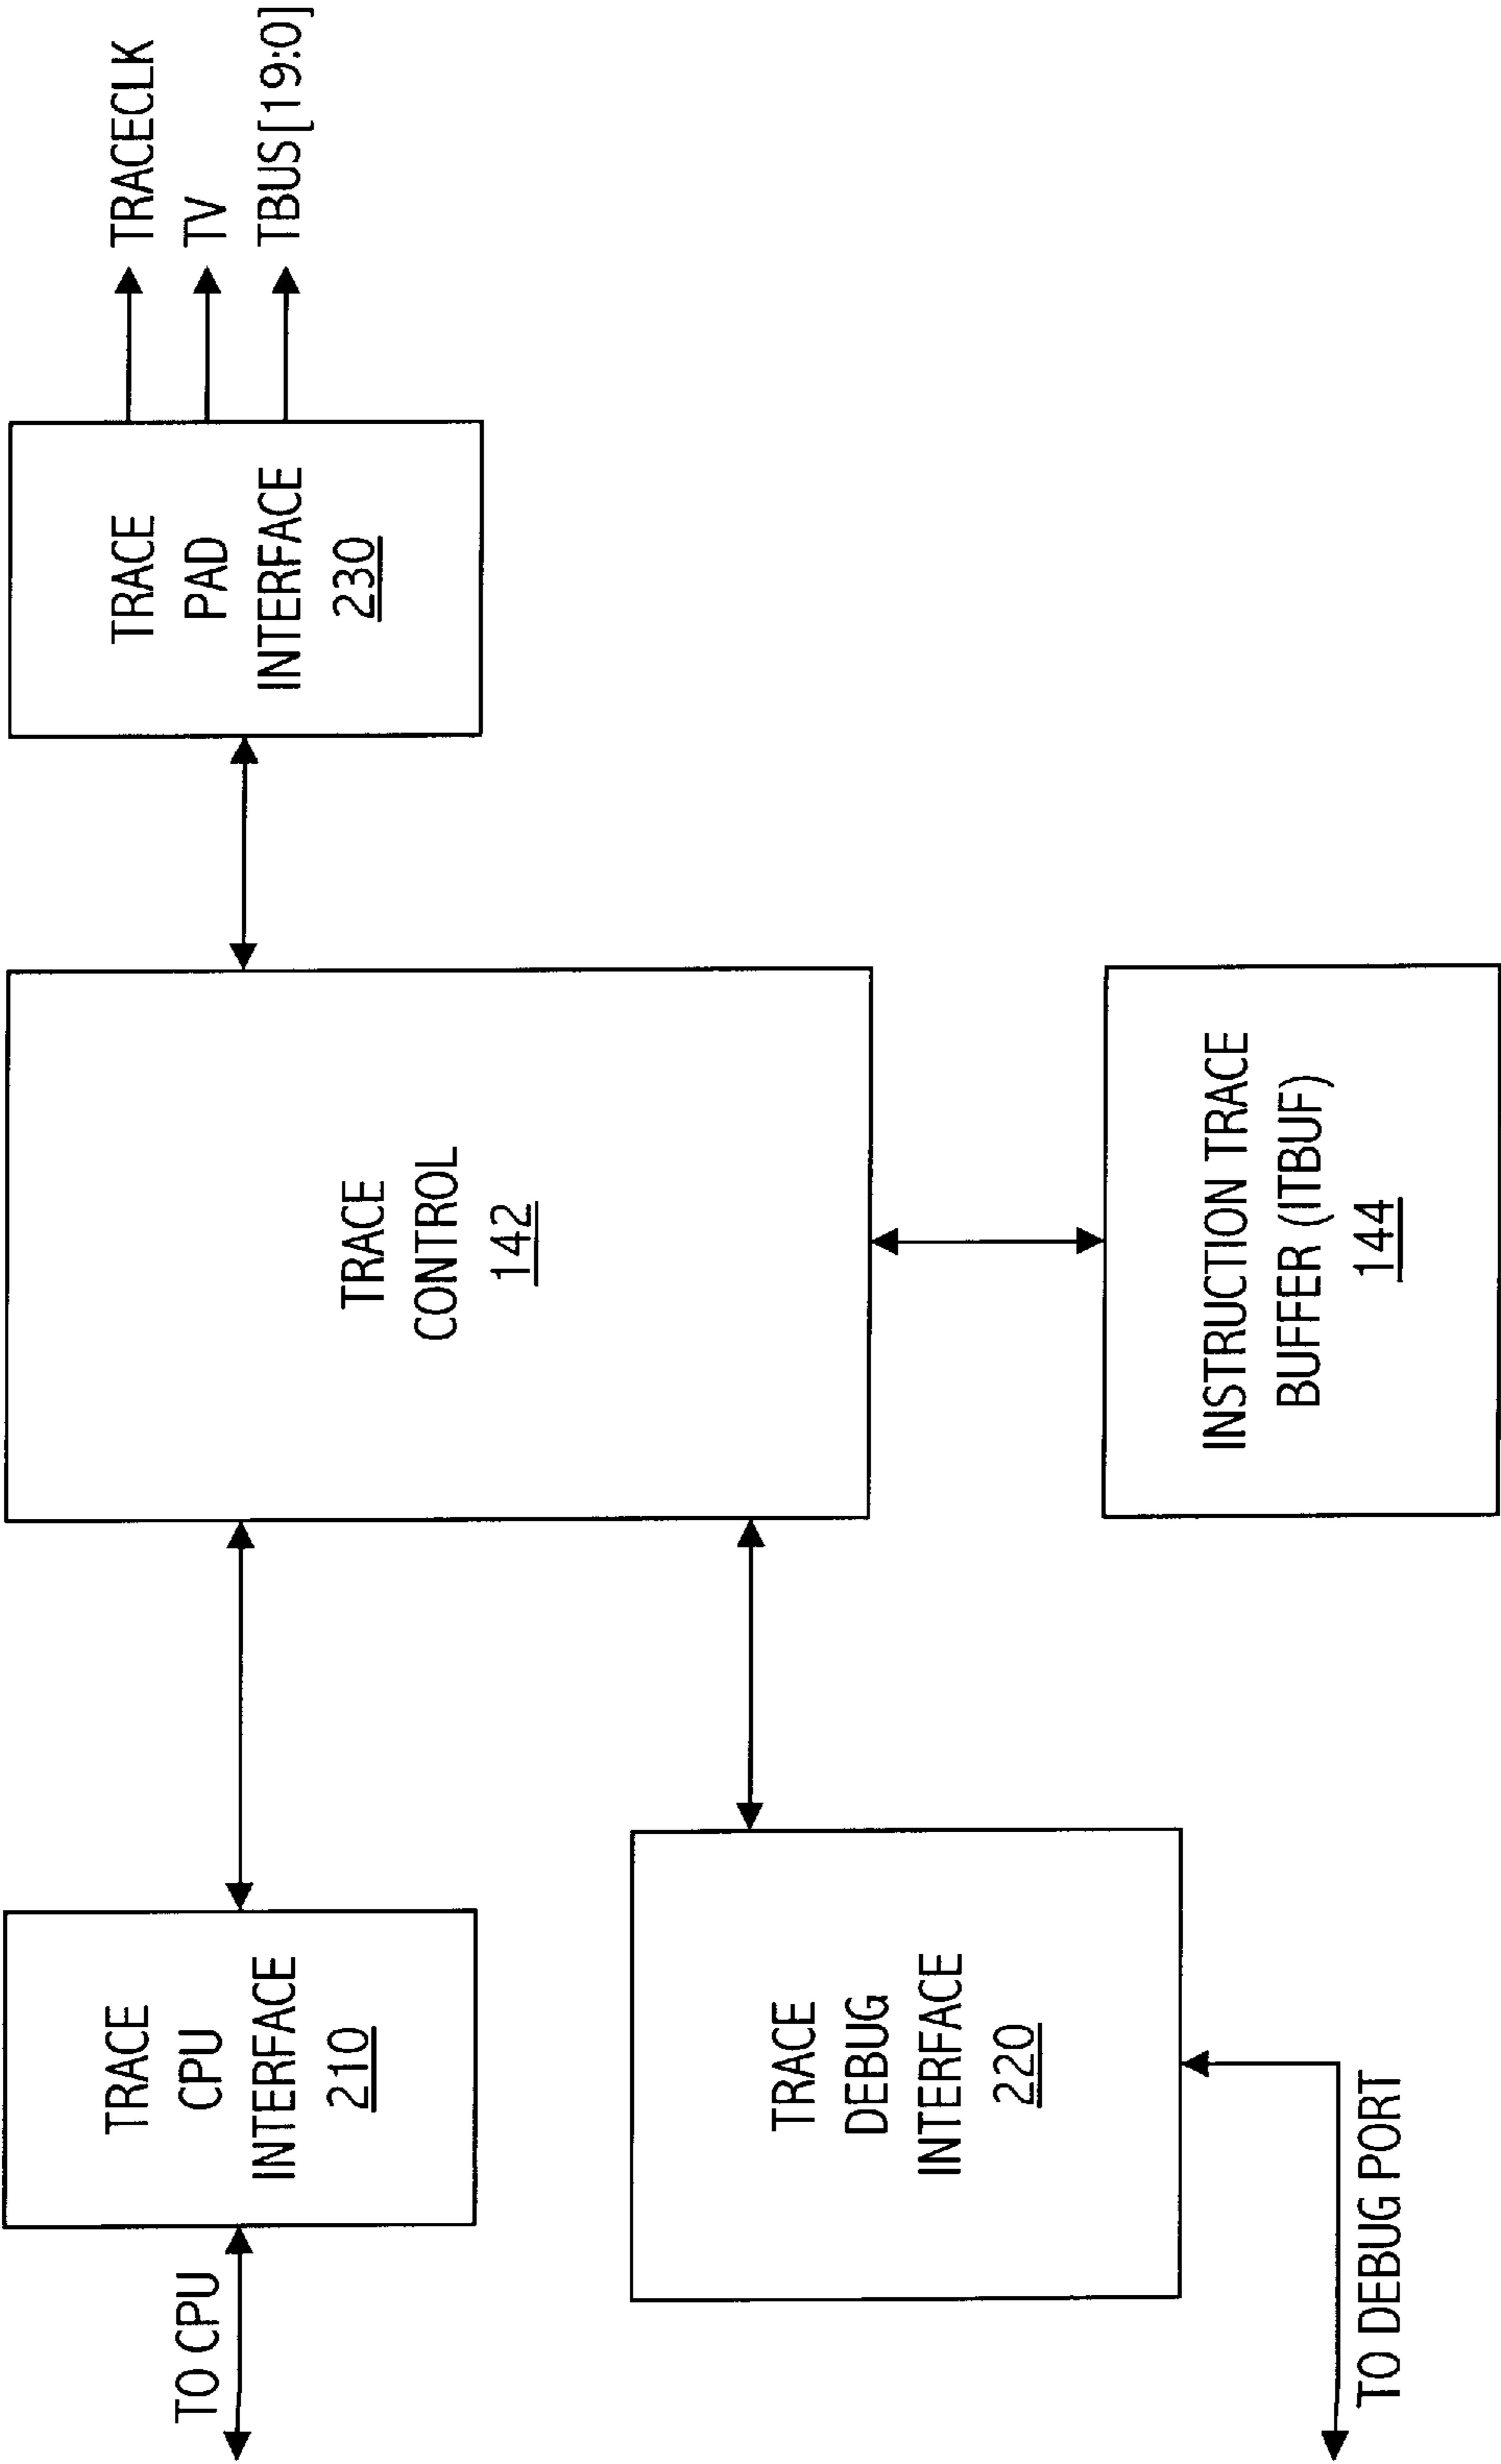 TO CPU
TRACE
CPU
INTERFACE
210
TRACE
CONTROL
142
TRACE
PAD
INTERFACE
230
TRACECLK
TV
TBUS[19:0]
TRACE
DEBUG
INTERFACE
220
TO DEBUG PORT
INSTRUCTION TRACE
BUFFER (ITBUF)
144